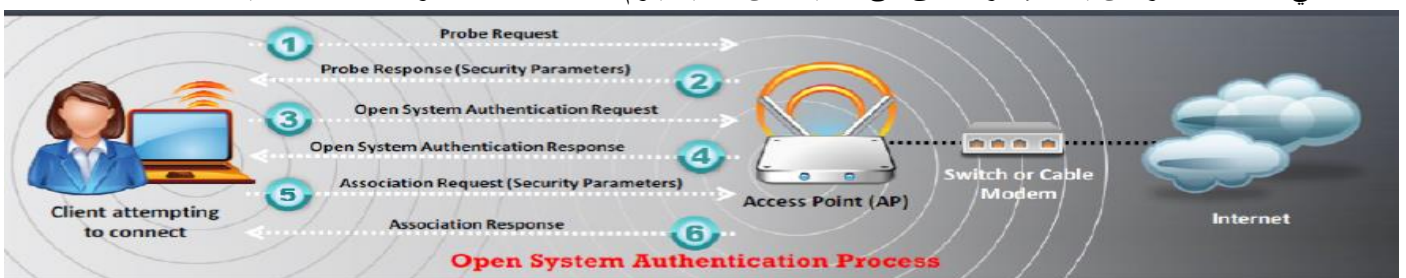 1 Probe Request
Probe Response (Security Parameters) 2
3 Open System Authentication Request
Open System Authentication Response 4
5 Association Request (Security Parameters)
Association Response 6
Client attempting
to connect
Access Point (AP)
Switch or Cable
Modem
Internet
Open System Authentication Process